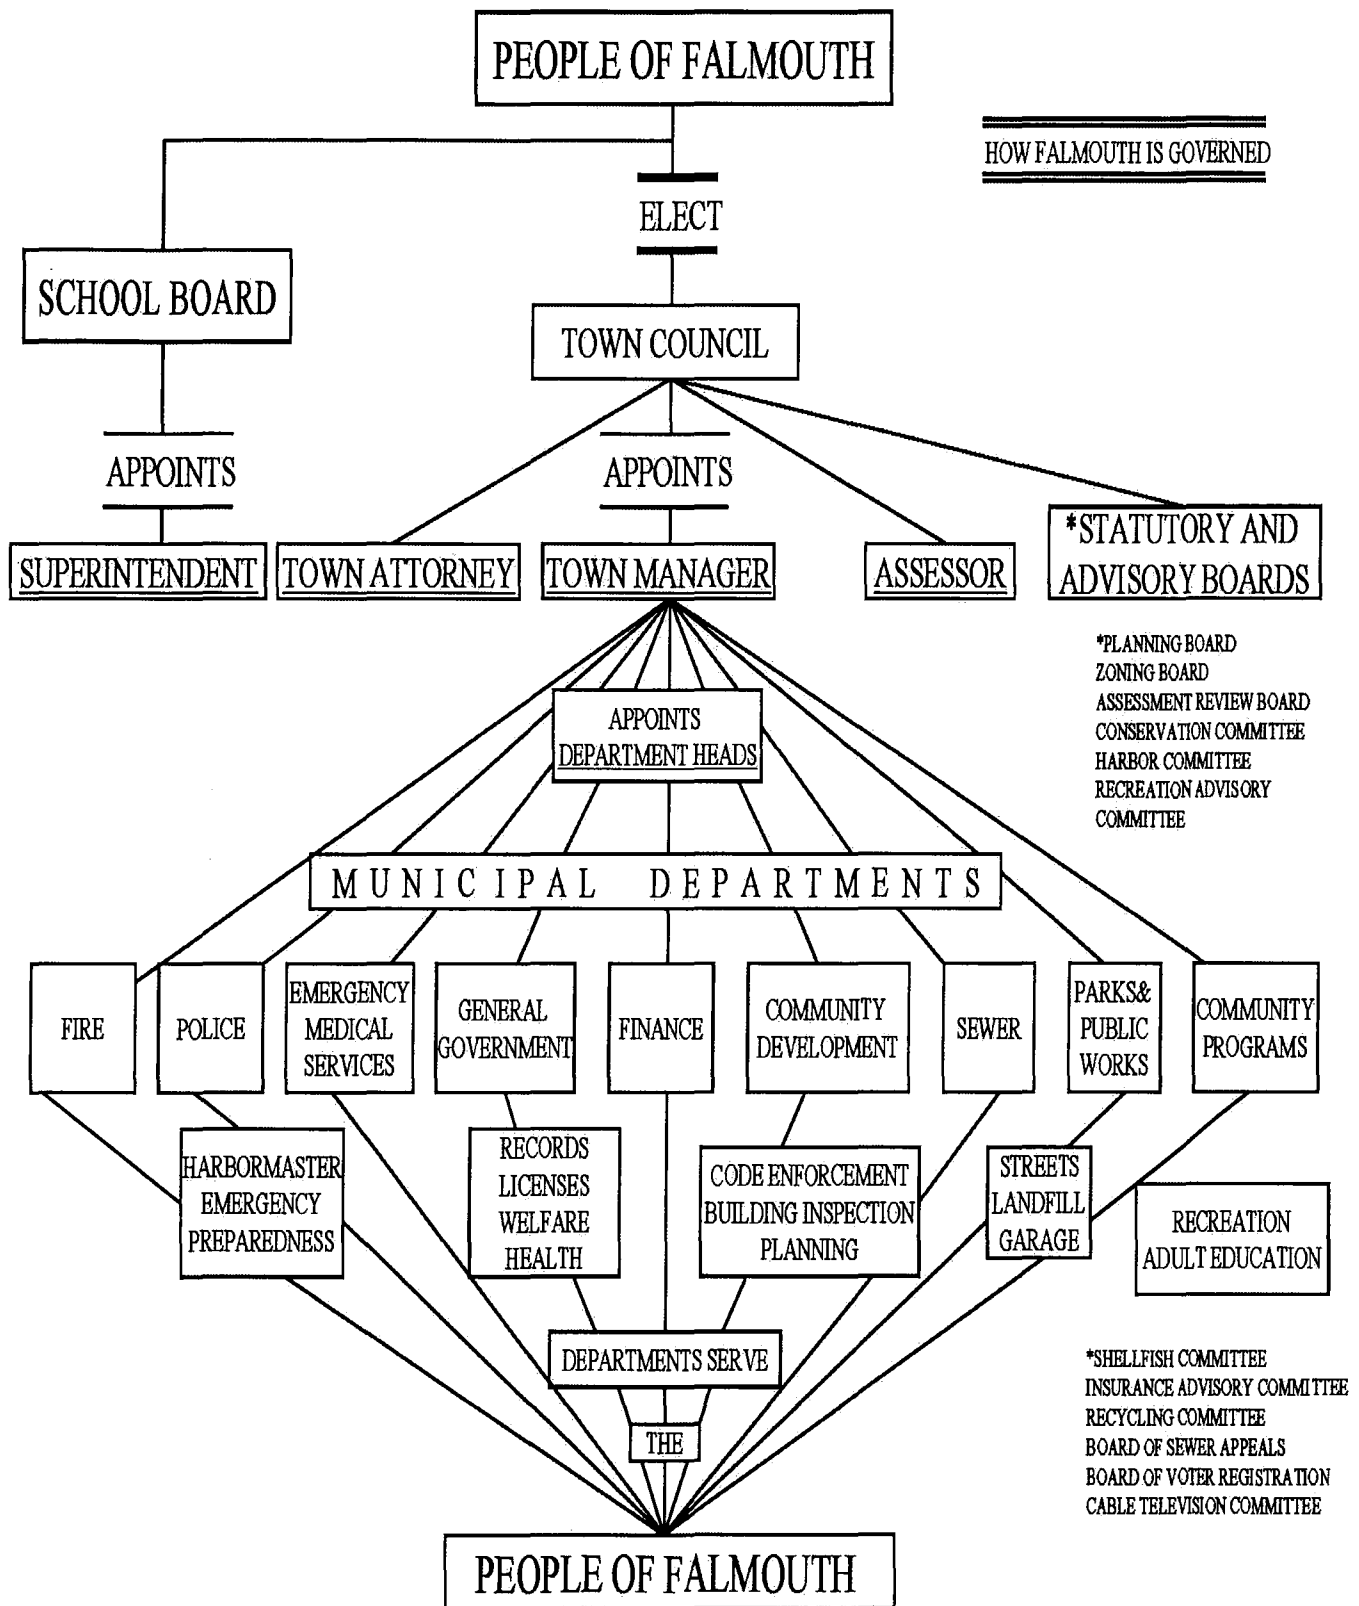 PEOPLE OF FALMOUTH
HOW FALMOUTH IS GOVERNED
ELECT
SCHOOL BOARD
TOWN COUNCIL
APPOINTS
APPOINTS
SUPERINTENDENT
TOWN ATTORNEY
TOWN MANAGER
ASSESSOR
*STATUTORY AND
ADVISORY BOARDS
*PLANNING BOARD
ZONING BOARD
ASSESSMENT REVIEW BOARD
CONSERVATION COMMITTEE
HARBOR COMMITTEE
RECREATION ADVISORY
COMMITTEE
APPOINTS
DEPARTMENT HEADS
MUNICIPAL DEPARTMENTS
FIRE
POLICE
EMERGENCY
MEDICAL
SERVICES
GENERAL
GOVERNMENT
FINANCE
COMMUNITY
DEVELOPMENT
SEWER
PARKS&
PUBLIC
WORKS
COMMUNITY
PROGRAMS
HARBORMASTER
EMERGENCY
PREPAREDNESS
RECORDS
LICENSES
WELFARE
HEALTH
CODE ENFORCEMENT
BUILDING INSPECTION
PLANNING
STREETS
LANDFILL
GARAGE
RECREATION
ADULT EDUCATION
DEPARTMENTS SERVE
THE
*SHELLFISH COMMITTEE
INSURANCE ADVISORY COMMITTEE
RECYCLING COMMITTEE
BOARD OF SEWER APPEALS
BOARD OF VOTER REGISTRATION
CABLE TELEVISION COMMITTEE
PEOPLE OF FALMOUTH